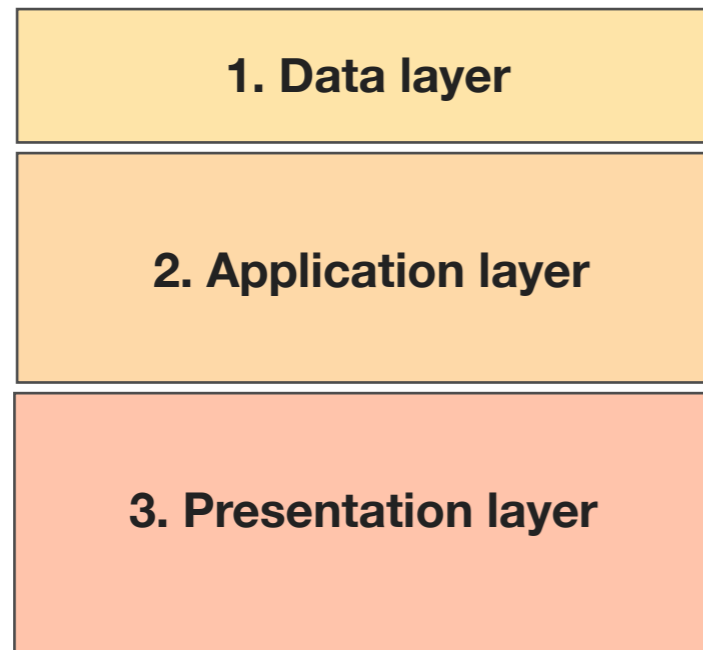 1. Data layer
2. Application layer
3. Presentation layer